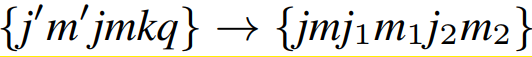 {j′m′jmkq} → {jmj₁m₁j₂m₂}